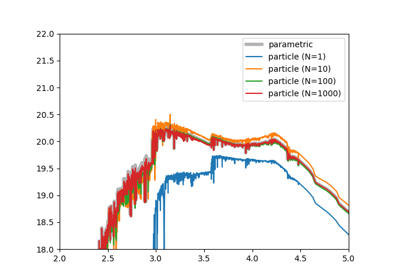 22.0
21.5
21.0
20.5
20.0
19.5
19.0
18.5
18.0
parametric
particle (N=1)
particle (N=10)
particle (N=100)
particle (N=1000)
2.0 2.5 3.0 3.5 4.0 4.5 5.0